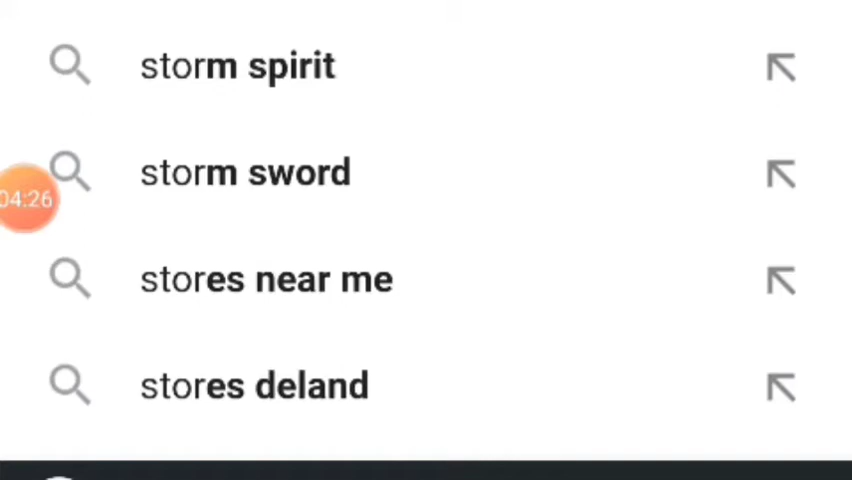 storm spirit
storm sword
04:26
stores near me
stores deland